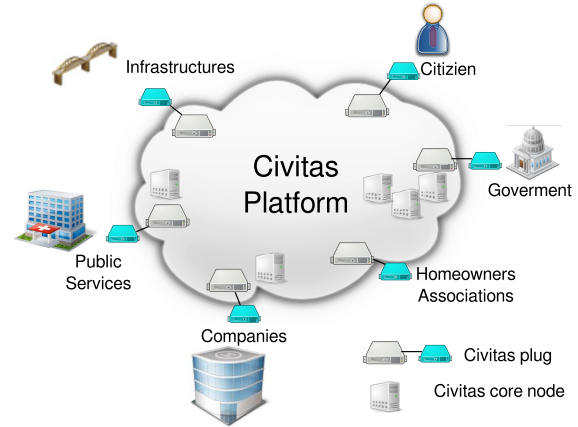 Infrastructures
Citizien
Civitas
Platform
Goverment
Public
Services
Homeowners
Associations
Companies
Civitas plug
Civitas core node